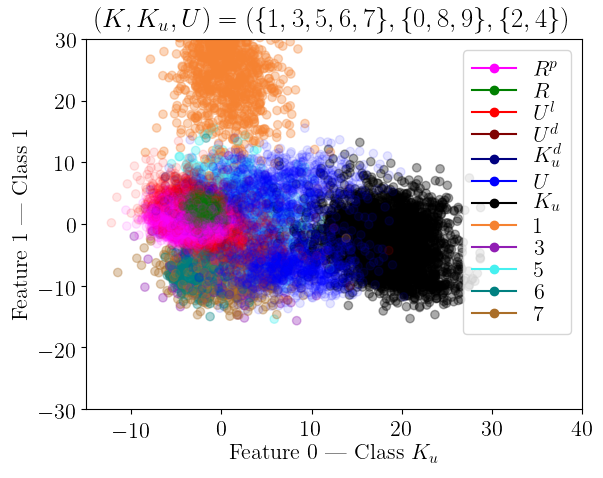 (K, K_u, U) = ({1, 3, 5, 6, 7}, {0, 8, 9}, {2, 4})
30
20
10
0
−10
−20
−30
Feature 1 — Class 1
−10
0
10
20
30
40
Feature 0 — Class K_u
R^p
R
U^l
U^d
K_u^d
U
K_u
1
3
5
6
7